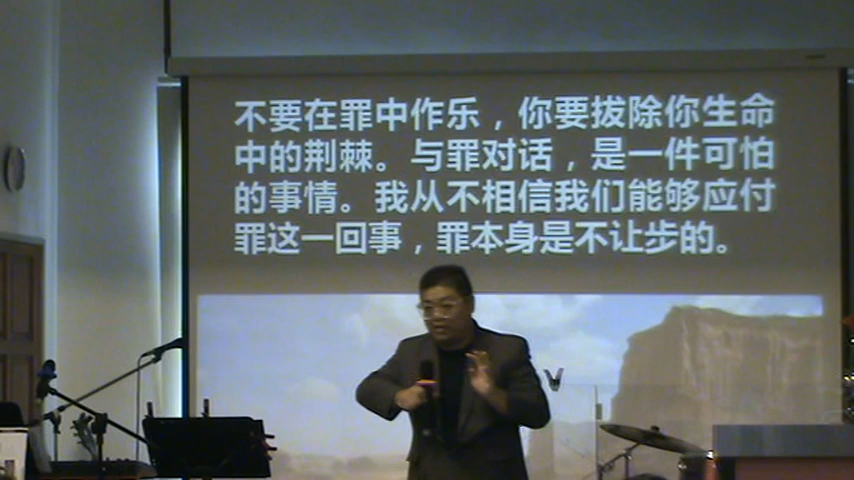 不要在罪中作乐，你要拔除你生命
中的荆棘。与罪对话，是一件可怕
的事情。我从不相信我们能够应付
罪这一回事，罪本身是不让步的。